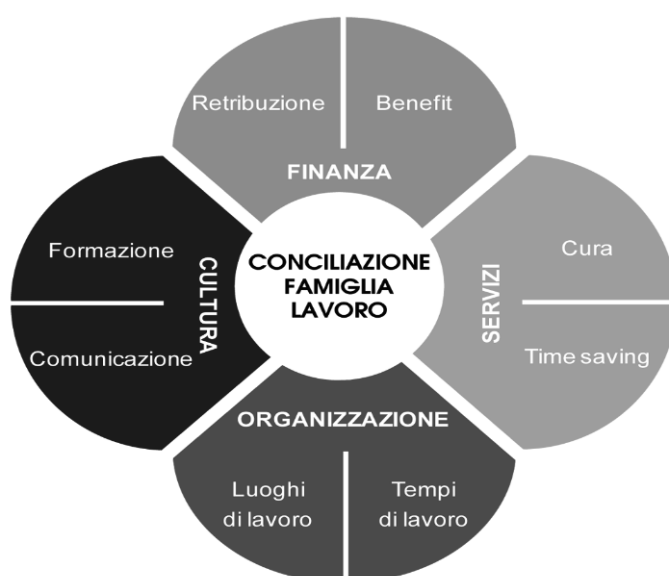 Retribuzione
Benefit
FINANZA
Formazione
Comunicazione
CULTURA
CONCILIAZIONE
FAMIGLIA
LAVORO
Cura
Time saving
SERVIZI
ORGANIZZAZIONE
Luoghi
di lavoro
Tempi
di lavoro